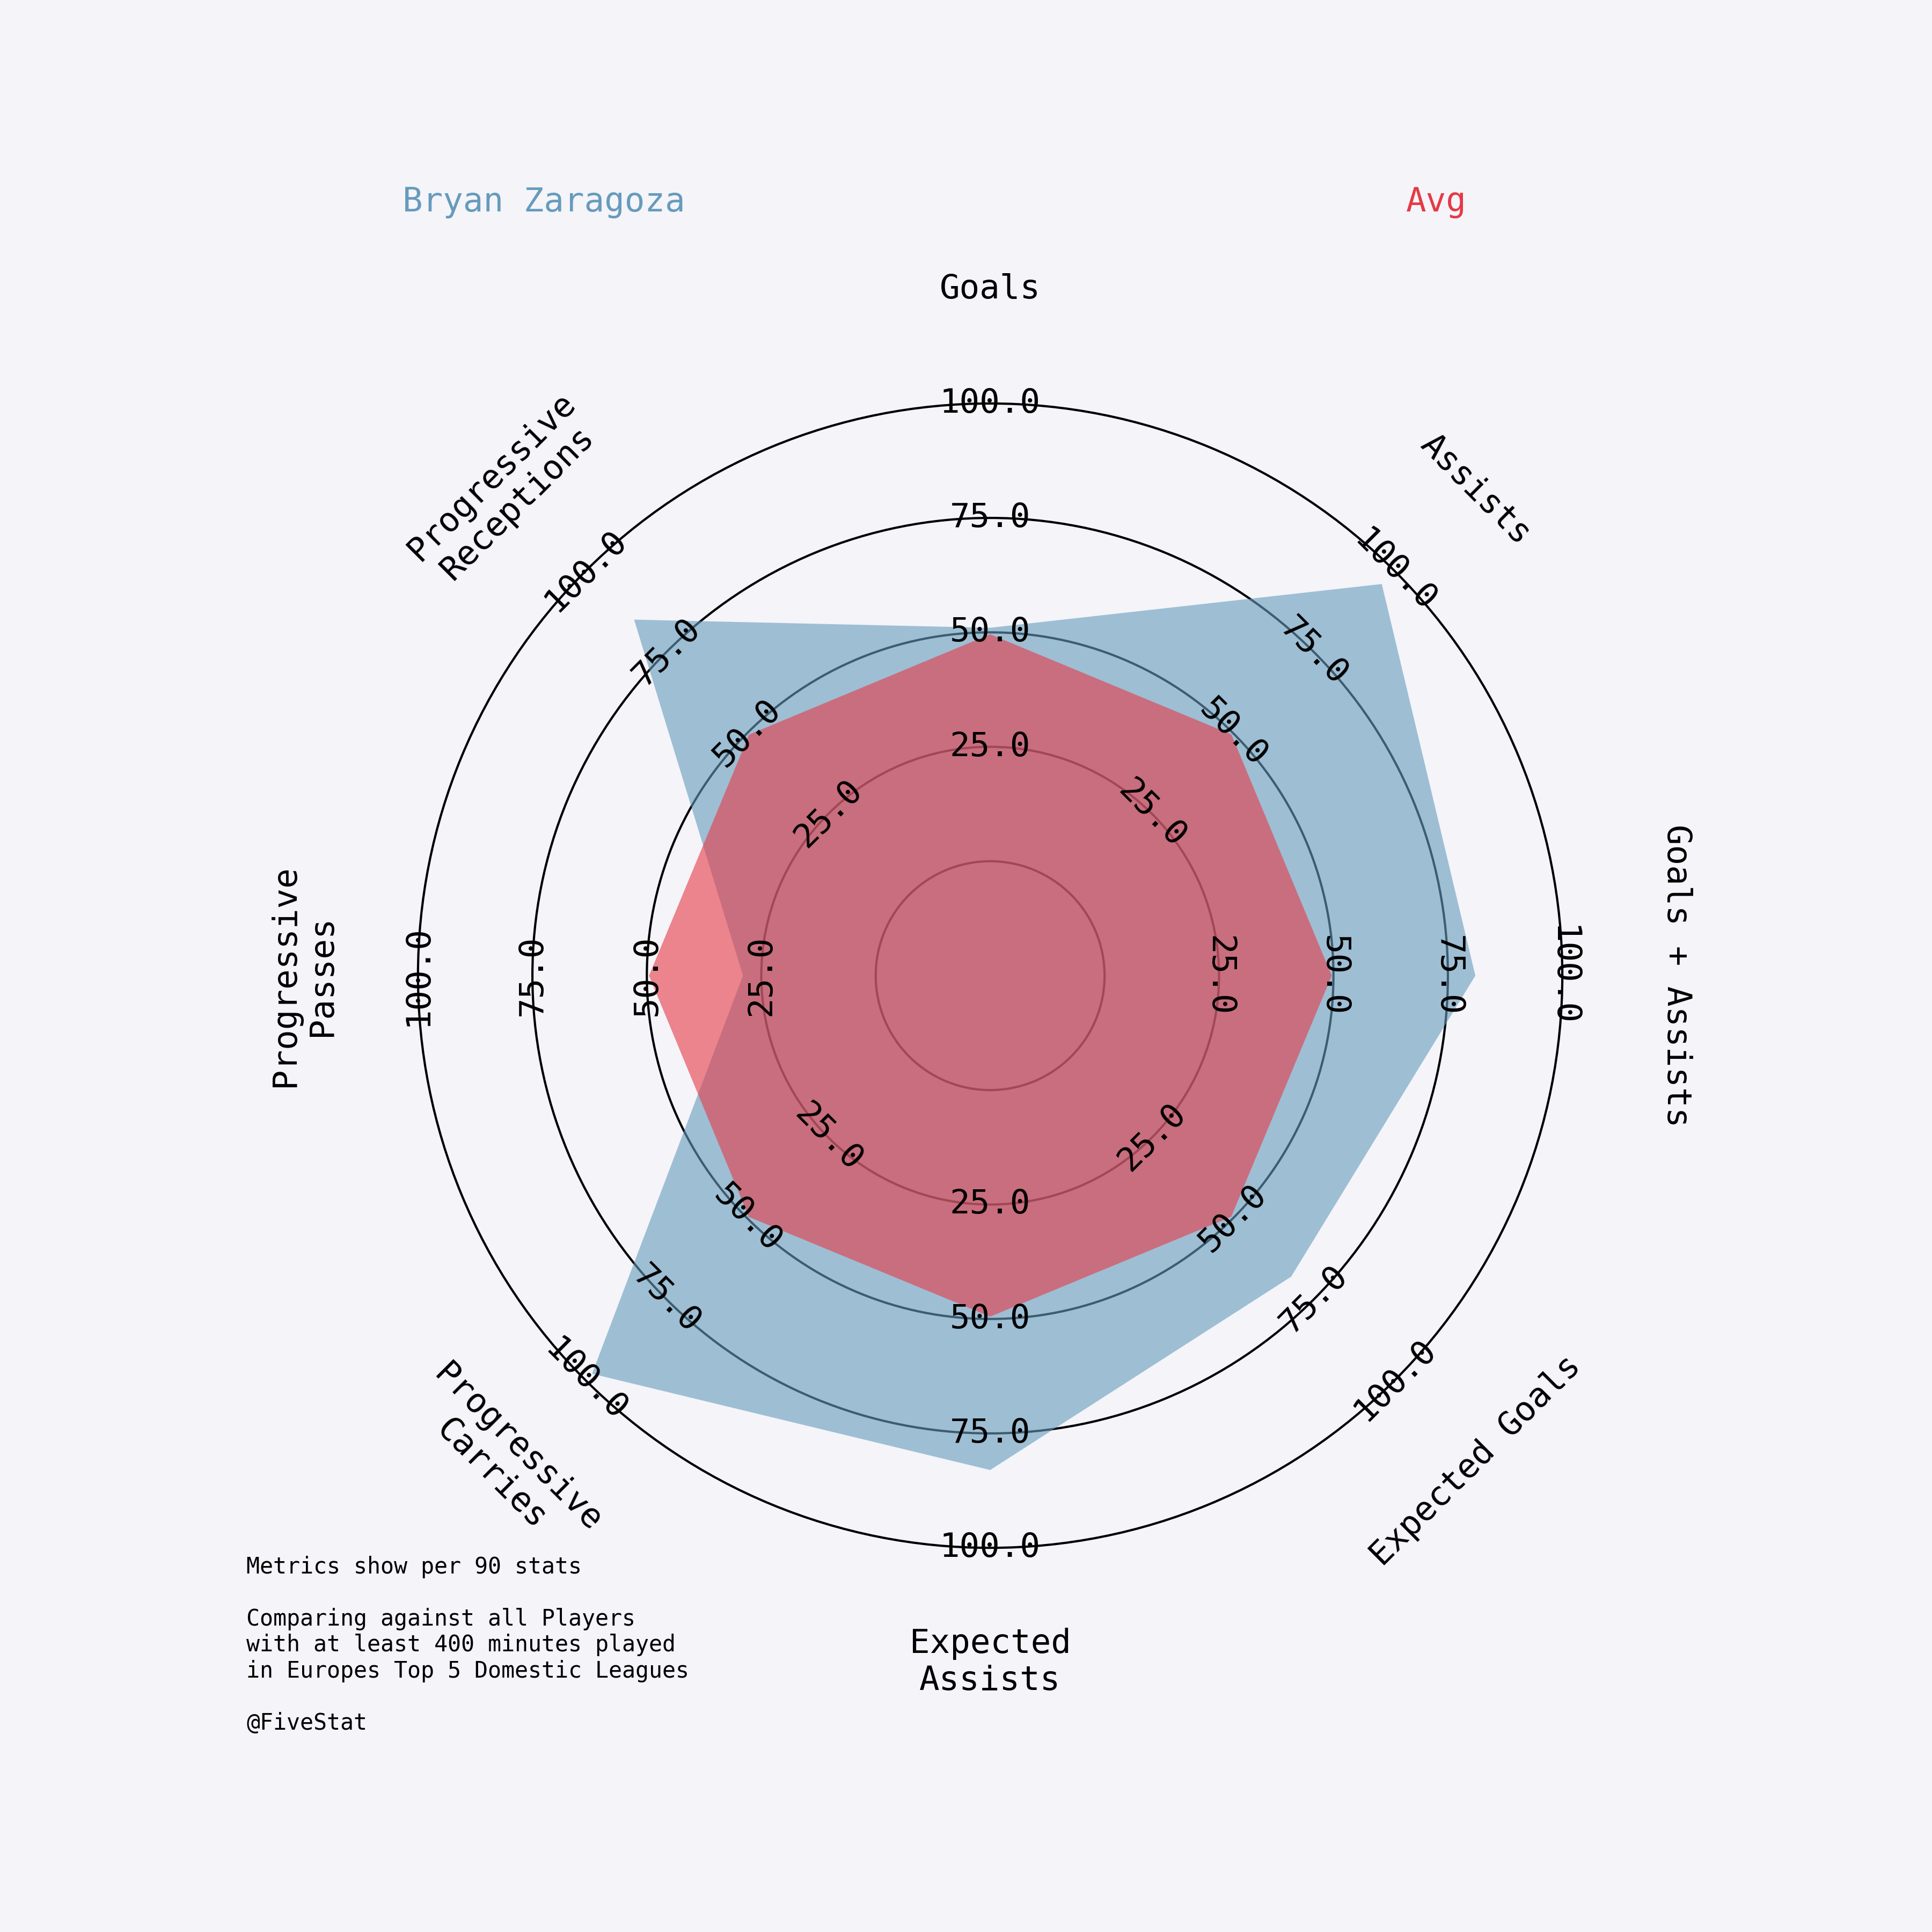 Bryan Zaragoza
Avg
Goals
Assists
Goals + Assists
Expected Goals
Expected
Assists
Progressive
Carries
Progressive
Passes
Progressive
Receptions
25.0
50.0
75.0
100.0
25.0
50.0
75.0
100.0
25.0
50.0
75.0
100.0
25.0
50.0
75.0
100.0
25.0
50.0
75.0
100.0
25.0
50.0
75.0
100.0
25.0
50.0
75.0
100.0
25.0
50.0
75.0
100.0
Metrics show per 90 stats
Comparing against all Players
with at least 400 minutes played
in Europes Top 5 Domestic Leagues
@FiveStat